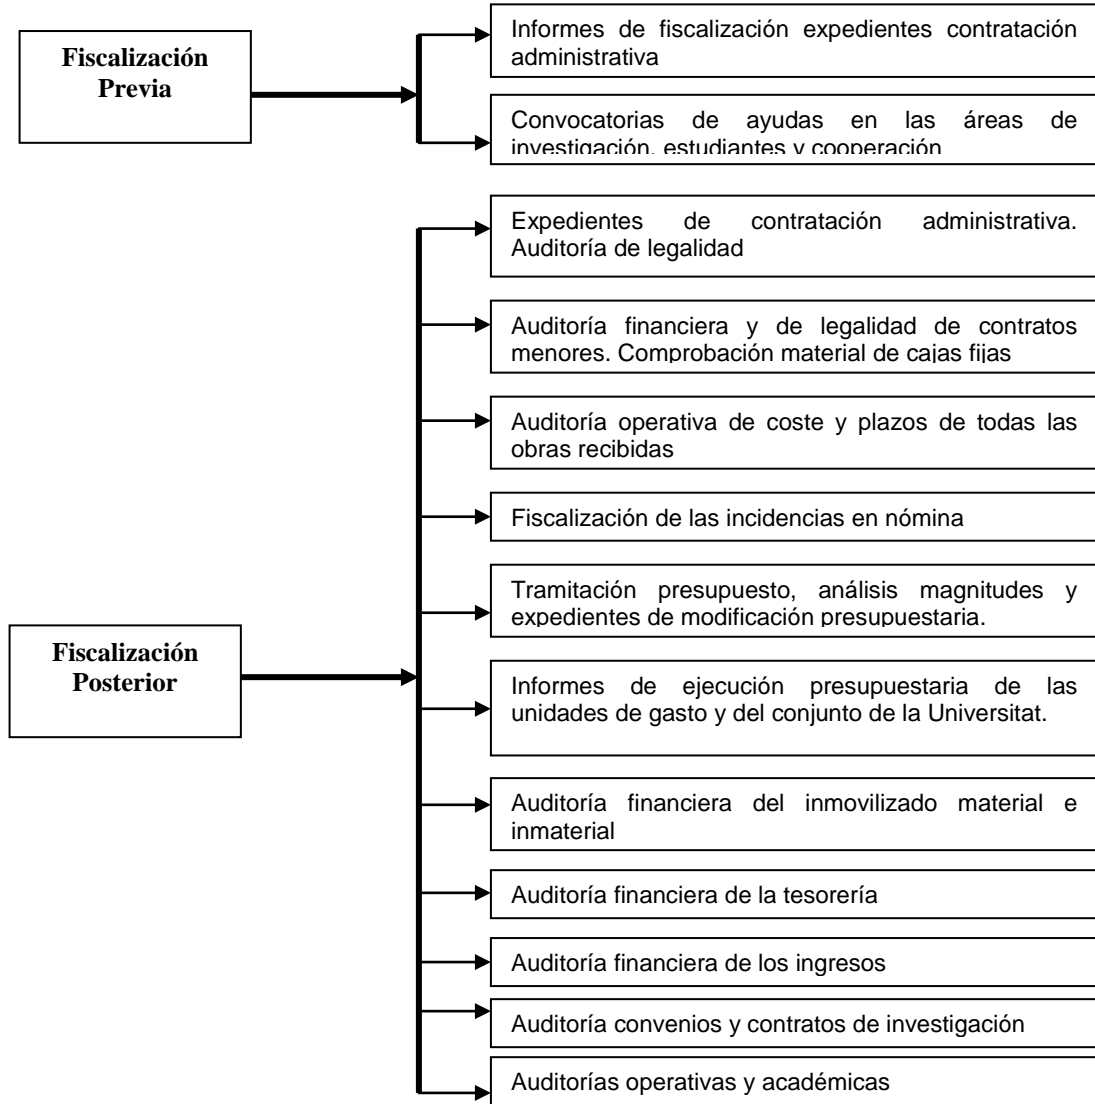 Fiscalización
Previa
Informes de fiscalización expedientes contratación
administrativa
Convocatorias de ayudas en las áreas de
investigación, estudiantes y cooperación
Expedientes de contratación administrativa.
Auditoría de legalidad
Auditoría financiera y de legalidad de contratos
menores. Comprobación material de cajas fijas
Auditoría operativa de coste y plazos de todas las
obras recibidas
Fiscalización de las incidencias en nómina
Tramitación presupuesto, análisis magnitudes y
expedientes de modificación presupuestaria.
Fiscalización
Posterior
Informes de ejecución presupuestaria de las
unidades de gasto y del conjunto de la Universitat.
Auditoría financiera del inmovilizado material e
inmaterial
Auditoría financiera de la tesorería
Auditoría financiera de los ingresos
Auditoría convenios y contratos de investigación
Auditorías operativas y académicas